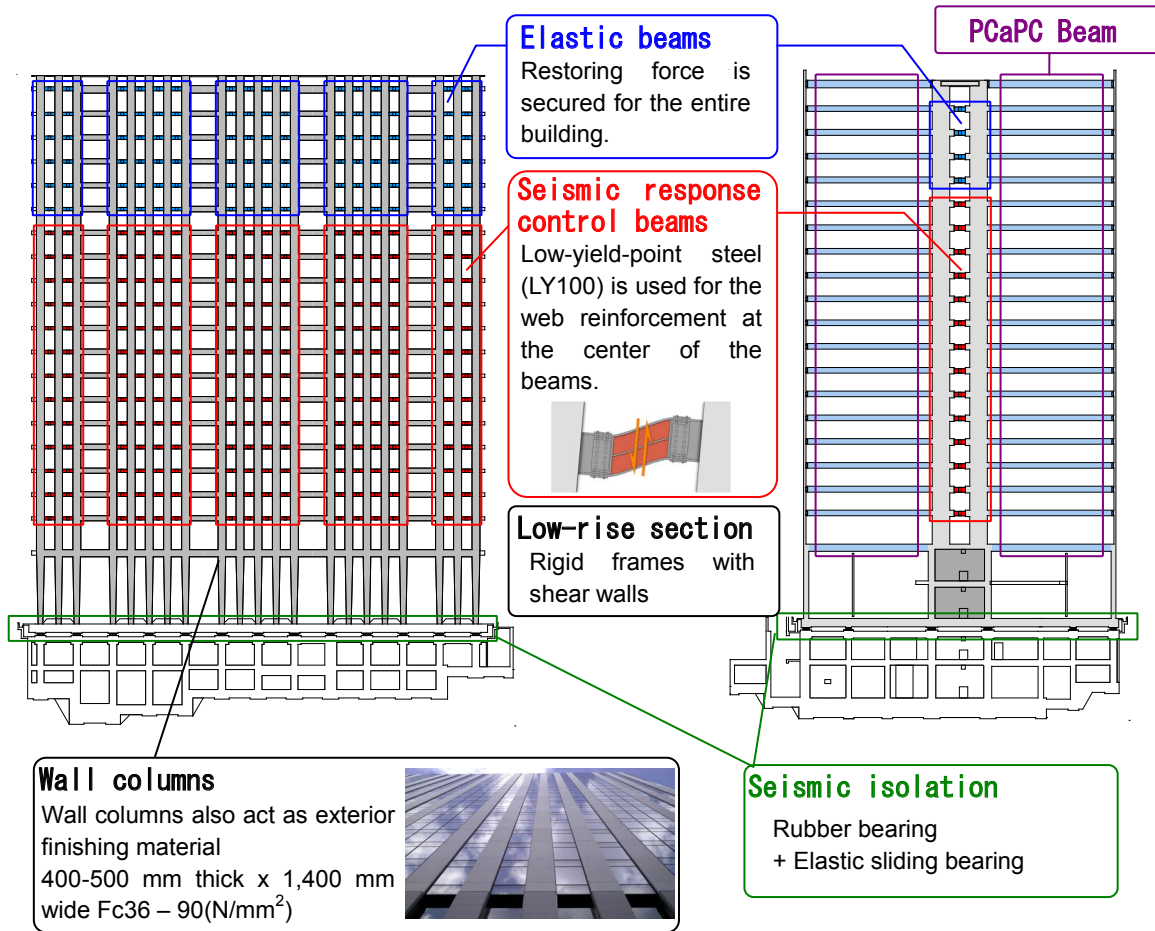 Elastic beams
Restoring force is
secured for the entire
building.
PCaPC Beam
Seismic response
control beams
Low-yield-point steel
(LY100) is used for the
web reinforcement at
the center of the
beams.
Low-rise section
Rigid frames with
shear walls
Wall columns
Wall columns also act as exterior
finishing material
400-500 mm thick x 1,400 mm
wide Fc36 – 90(N/mm²)
Seismic isolation
Rubber bearing
+ Elastic sliding bearing